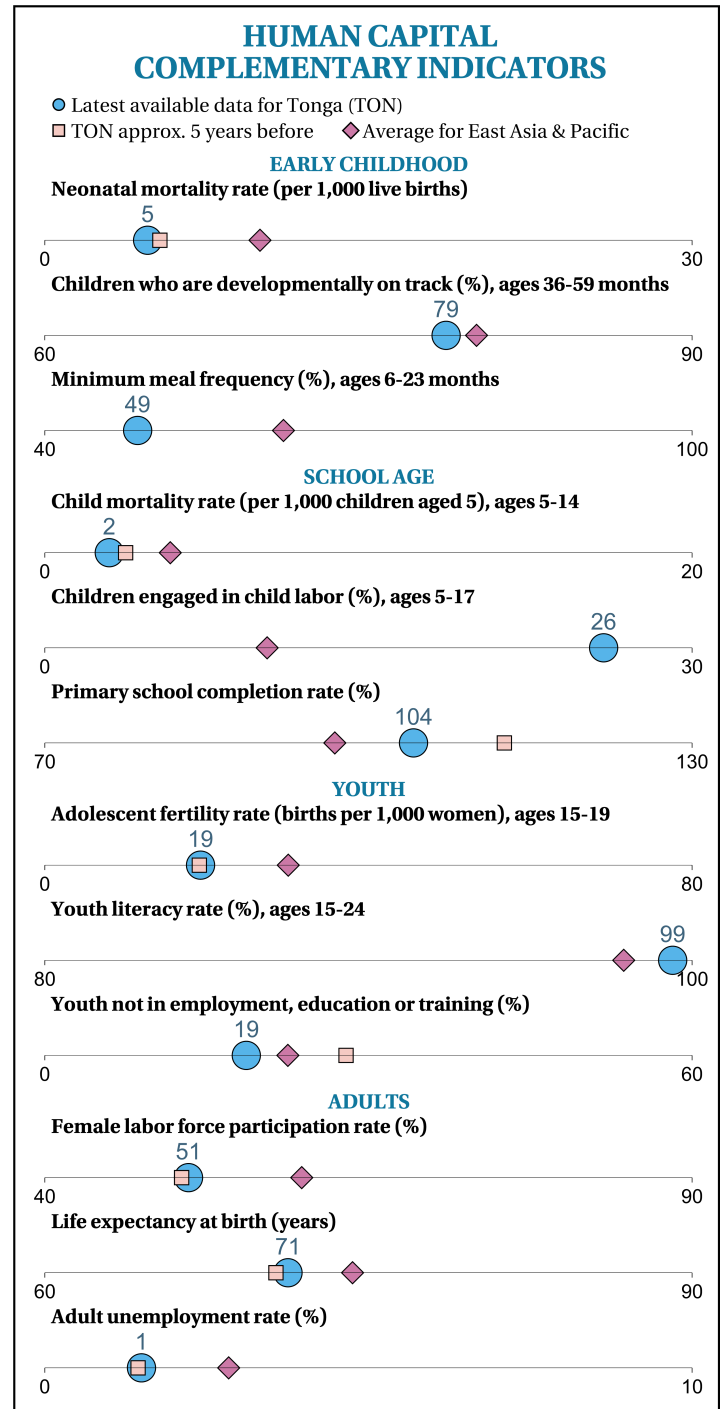 HUMAN CAPITAL
COMPLEMENTARY INDICATORS
Latest available data for Tonga (TON)
TON approx. 5 years before Average for East Asia & Pacific
EARLY CHILDHOOD
Neonatal mortality rate (per 1,000 live births)
5
0 30
Children who are developmentally on track (%), ages 36-59 months
79
60 90
Minimum meal frequency (%), ages 6-23 months
49
40 100
SCHOOL AGE
Child mortality rate (per 1,000 children aged 5), ages 5-14
2
0 20
Children engaged in child labor (%), ages 5-17
26
0 30
Primary school completion rate (%)
104
70 130
YOUTH
Adolescent fertility rate (births per 1,000 women), ages 15-19
19
0 80
Youth literacy rate (%), ages 15-24
99
80 100
Youth not in employment, education or training (%)
19
0 60
ADULTS
Female labor force participation rate (%)
51
40 90
Life expectancy at birth (years)
71
60 90
Adult unemployment rate (%)
1
0 10